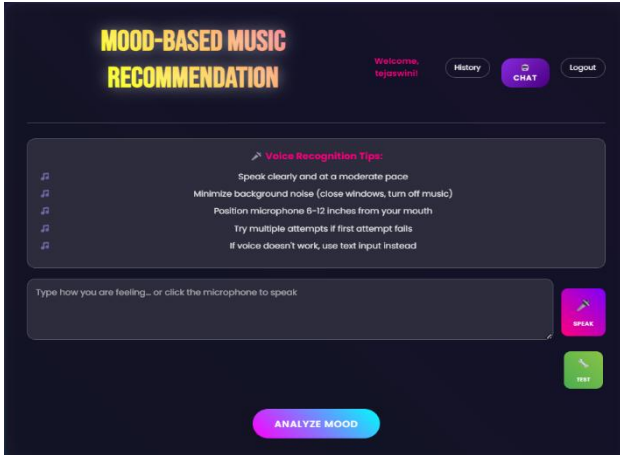 MOOD-BASED MUSIC
RECOMMENDATION
Welcome,
tejaswini!
History
CHAT
Logout
Voice Recognition Tips:
Speak clearly and at a moderate pace
Minimize background noise (close windows, turn off music)
Position microphone 6-12 inches from your mouth
Try multiple attempts if first attempt fails
If voice doesn't work, use text input instead
Type how you are feeling... or click the microphone to speak
SPEAK
TEST
ANALYZE MOOD